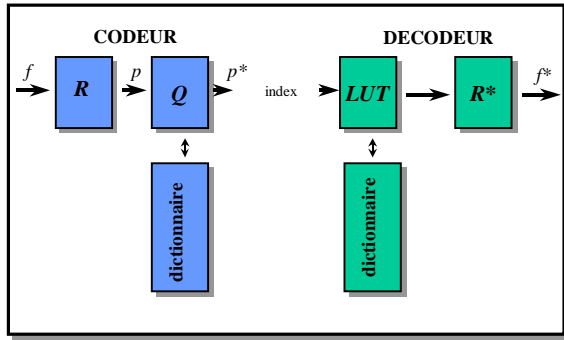 CODEUR DECODEUR
f R p Q p* index LUT R* f*
dictionnaire dictionnaire